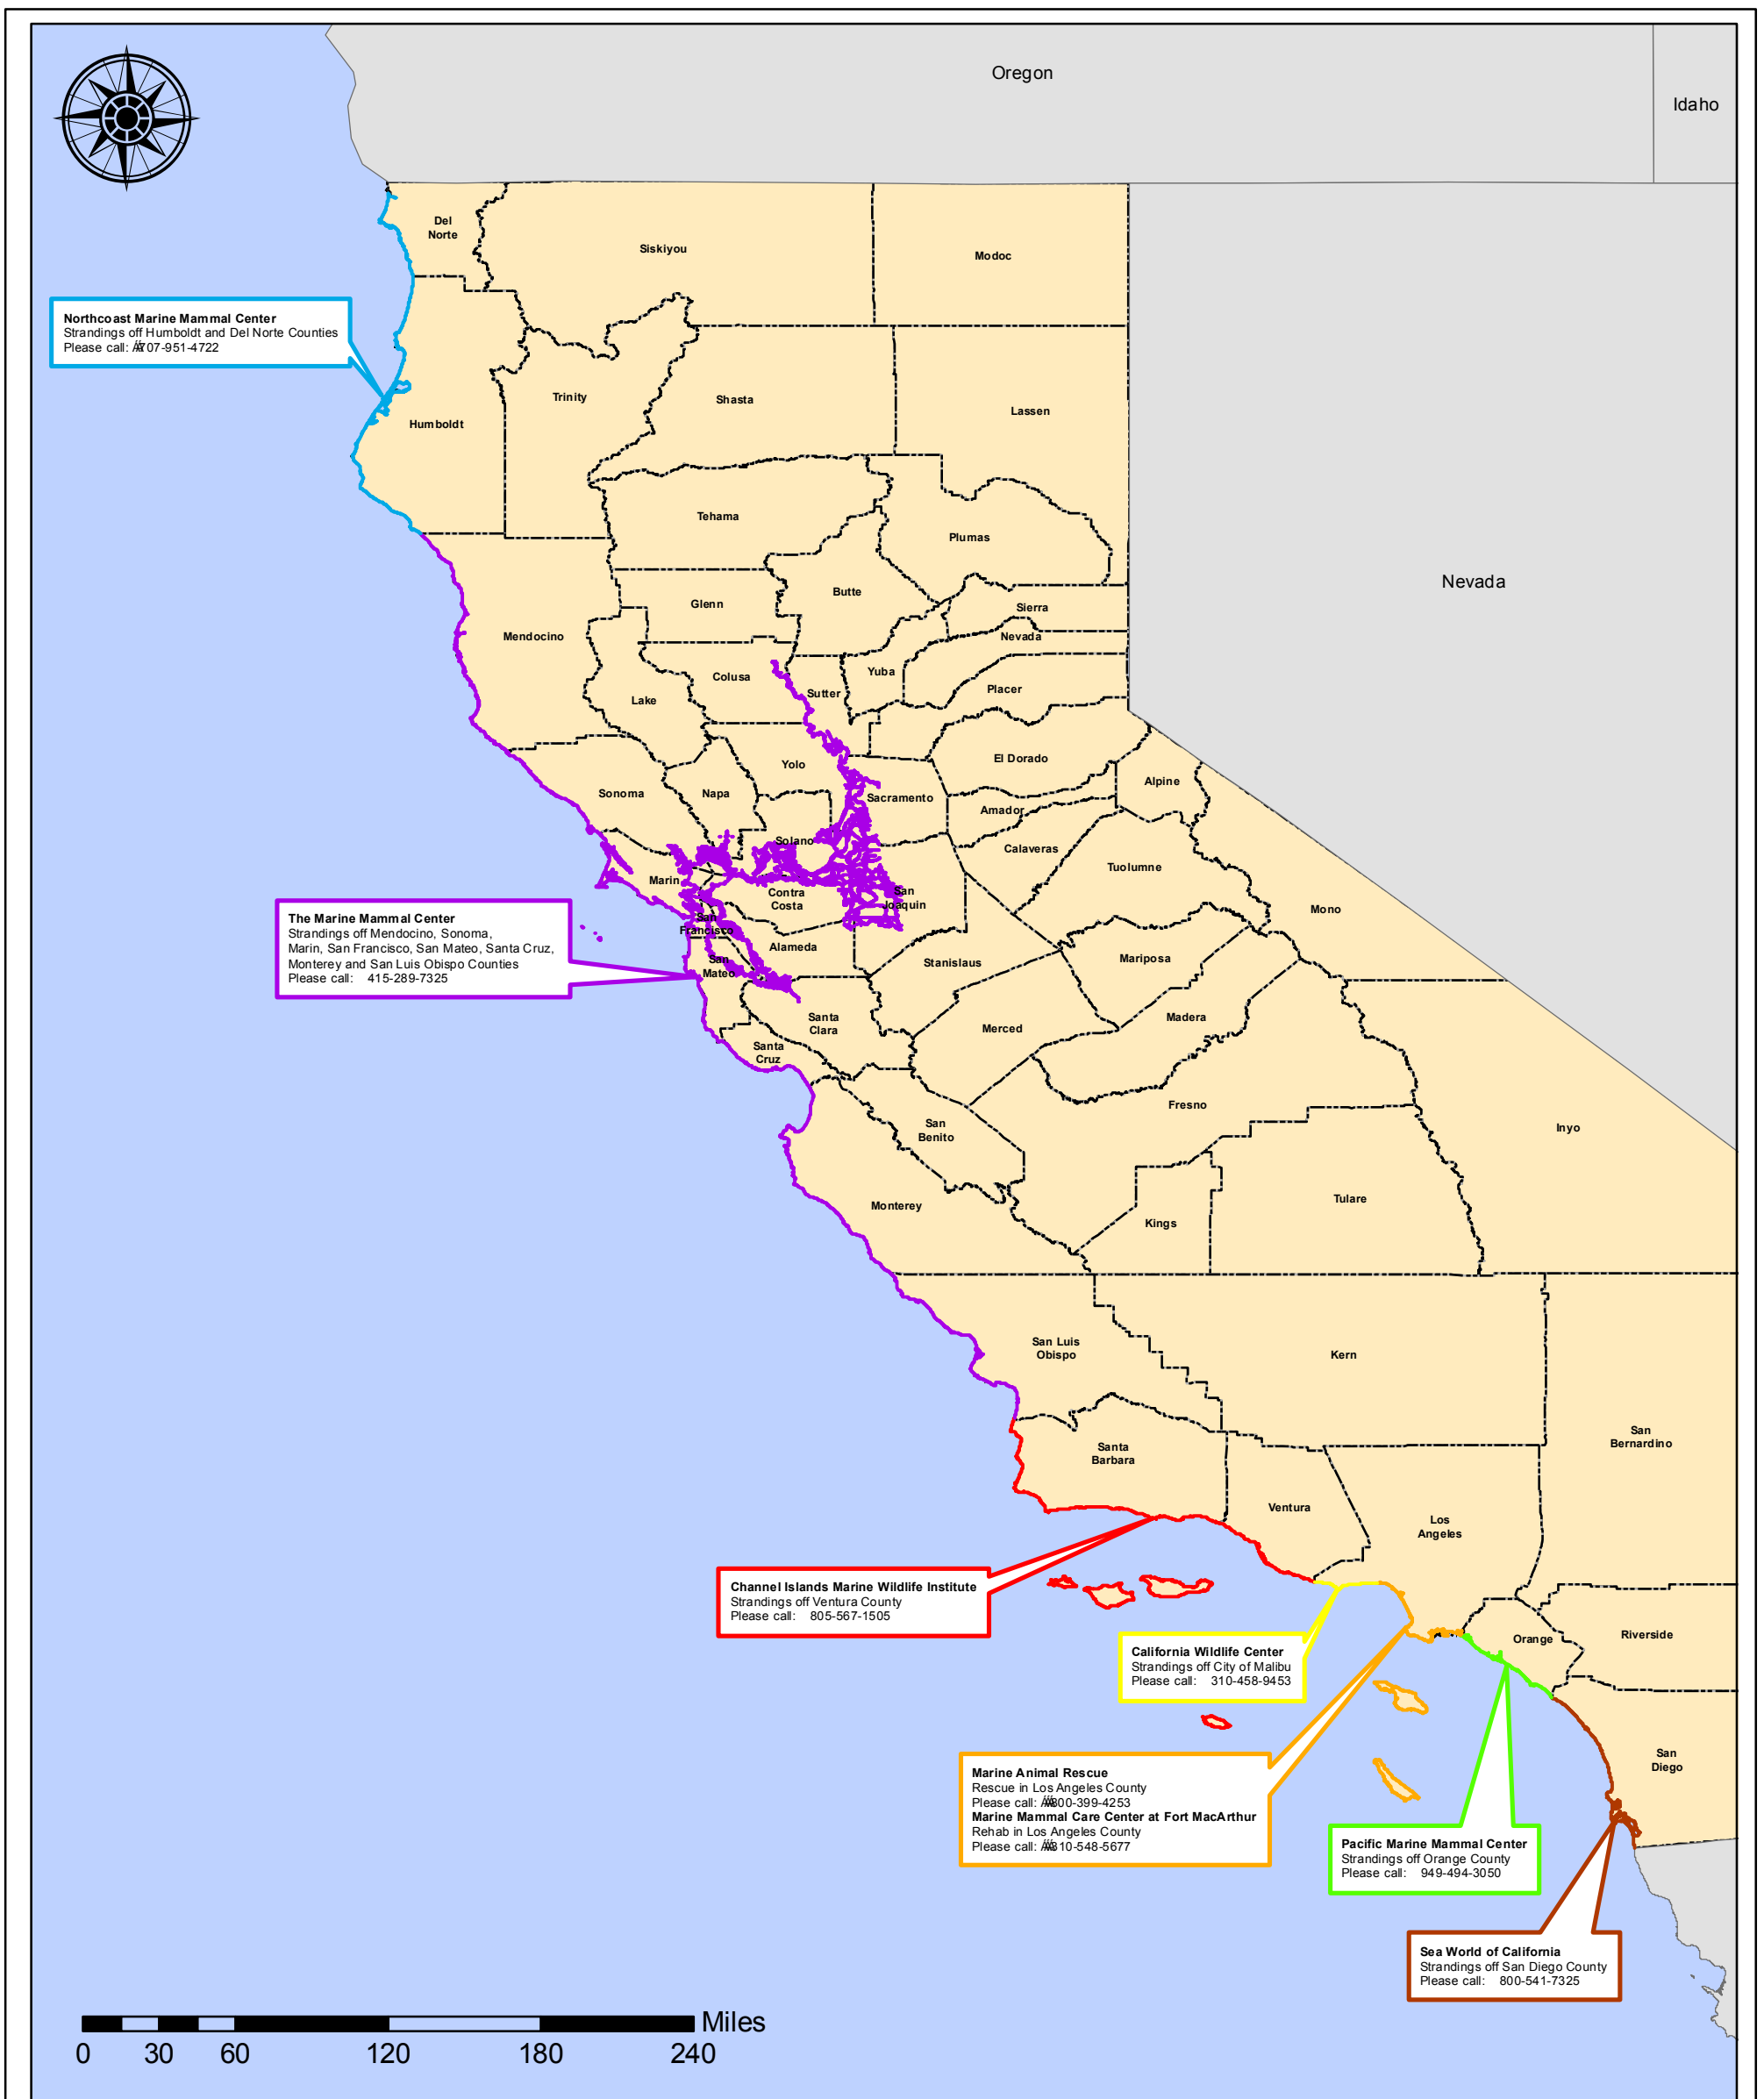 Oregon
Idaho
Del
Norte
Siskiyou
Modoc
Northcoast Marine Mammal Center
Strandings off Humboldt and Del Norte Counties
Please call: 707-951-4722
Trinity
Shasta
Lassen
Humboldt
Tehama
Plumas
Nevada
Butte
Glenn
Sierra
Mendocino
Nevada
Colusa
Yuba
Sutter
Placer
Lake
El Dorado
Yolo
Alpine
Sonoma
Napa
Sacramento
Amador
Solano
Calaveras
Tuolumne
Marin
Contra
Costa
San
Joaquin
Mono
The Marine Mammal Center
Strandings off Mendocino, Sonoma,
Marin, San Francisco, San Mateo, Santa Cruz,
Monterey and San Luis Obispo Counties
Please call: 415-289-7325
San
Francisco
Alameda
Stanislaus
Mariposa
San
Mateo
Santa
Clara
Merced
Madera
Santa
Cruz
Fresno
San
Benito
Inyo
Monterey
Tulare
Kings
San Luis
Obispo
Kern
Santa
Barbara
San
Bernardino
Ventura
Los
Angeles
Channel Islands Marine Wildlife Institute
Strandings off Ventura County
Please call: 805-567-1505
Orange
Riverside
California Wildlife Center
Strandings off City of Malibu
Please call: 310-458-9453
San
Diego
Marine Animal Rescue
Rescue in Los Angeles County
Please call: 800-399-4253
Marine Mammal Care Center at Fort MacArthur
Rehab in Los Angeles County
Please call: 310-548-5677
Pacific Marine Mammal Center
Strandings off Orange County
Please call: 949-494-3050
Sea World of California
Strandings off San Diego County
Please call: 800-541-7325
Miles
0 30 60 120 180 240